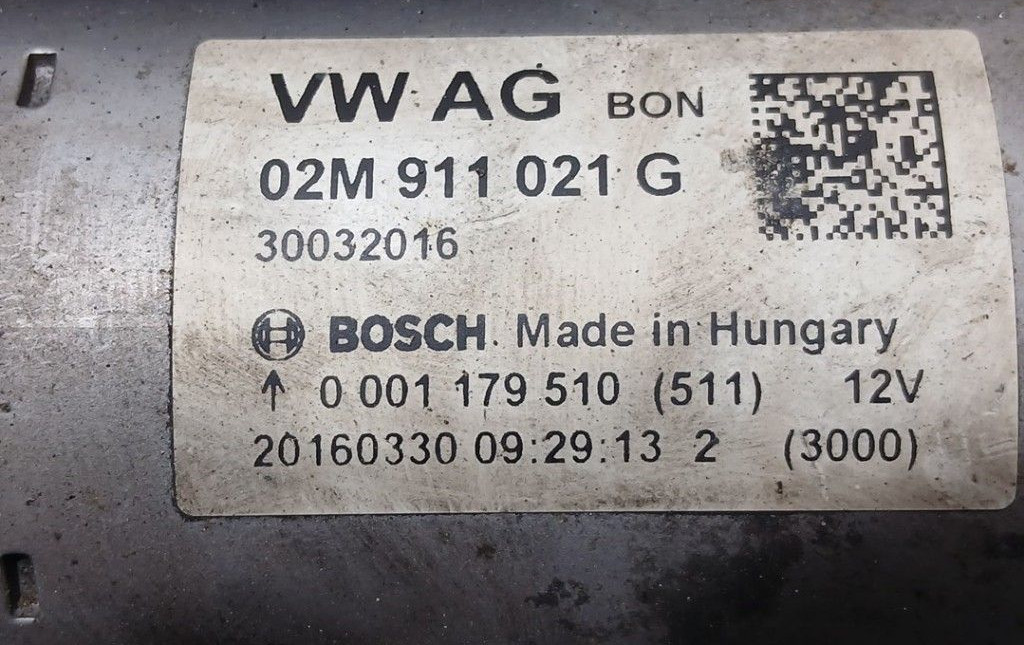 VW AG BON
02M 911 021 G
30032016
BOSCH Made in Hungary
↑ 0 001 179 510 (511) 12V
20160330 09:29:13 2 (3000)